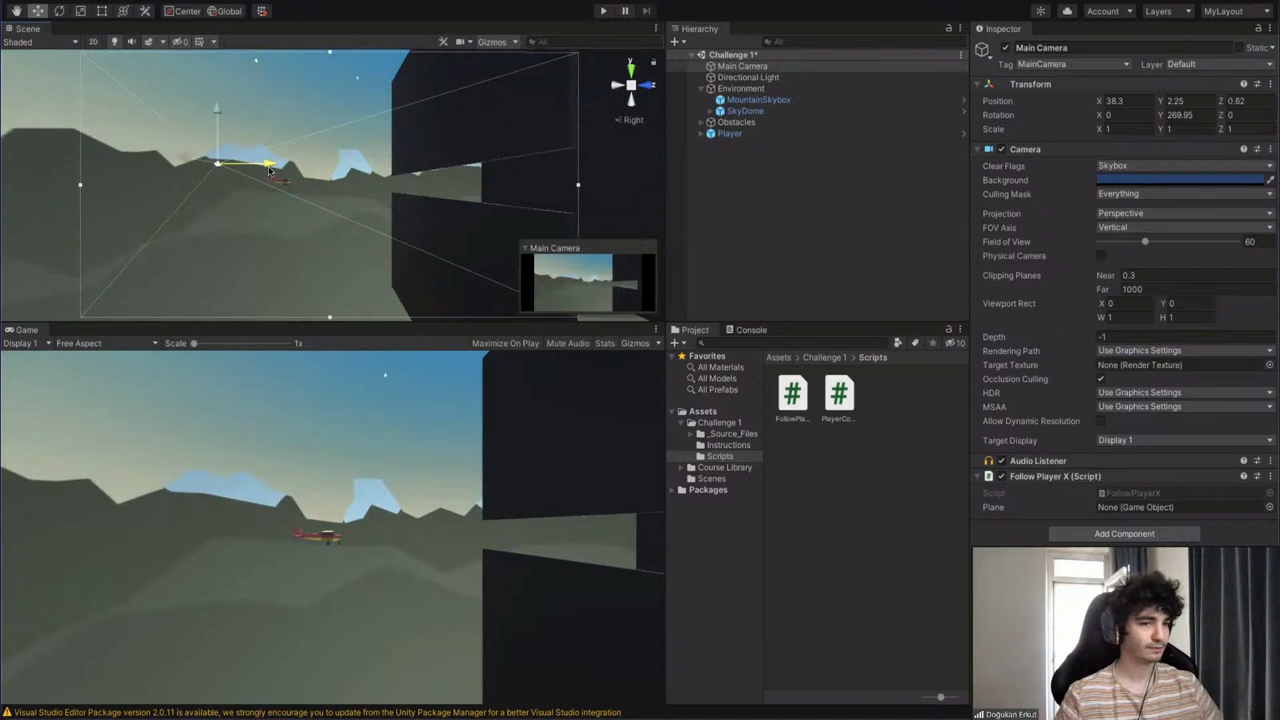 Center Global
Account Layers MyLayout
Scene
Shaded 2D 0 Gizmos All
y
z
Right
Main Camera
Game
Display 1 Free Aspect Scale 1x Maximize On Play Mute Audio Stats Gizmos
Hierarchy
All
Challenge 1*
Main Camera
Directional Light
Environment
MountainSkybox
SkyDome
Obstacles
Player
Project Console
10
Favorites
All Materials
All Models
All Prefabs
Assets
Challenge 1
_Source_Files
Instructions
Scripts
Course Library
Scenes
Packages
Assets Challenge 1 Scripts
FollowPla... PlayerCo...
Inspector
Main Camera Static
Tag MainCamera Layer Default
Transform
Position X 38.3 Y 2.25 Z 0.62
Rotation X 0 Y 269.95 Z 0
Scale X 1 Y 1 Z 1
Camera
Clear Flags Skybox
Background
Culling Mask Everything
Projection Perspective
FOV Axis Vertical
Field of View 60
Physical Camera
Clipping Planes Near 0.3
Far 1000
Viewport Rect X 0 Y 0
W 1 H 1
Depth -1
Rendering Path Use Graphics Settings
Target Texture None (Render Texture)
Occlusion Culling
HDR Use Graphics Settings
MSAA Use Graphics Settings
Allow Dynamic Resolution
Target Display Display 1
Audio Listener
Follow Player X (Script)
Script FollowPlayerX
Plane None (Game Object)
Add Component
Doğukan Erkut
Visual Studio Editor Package version 2.0.11 is available, we strongly encourage you to update from the Unity Package Manager for a better Visual Studio integration